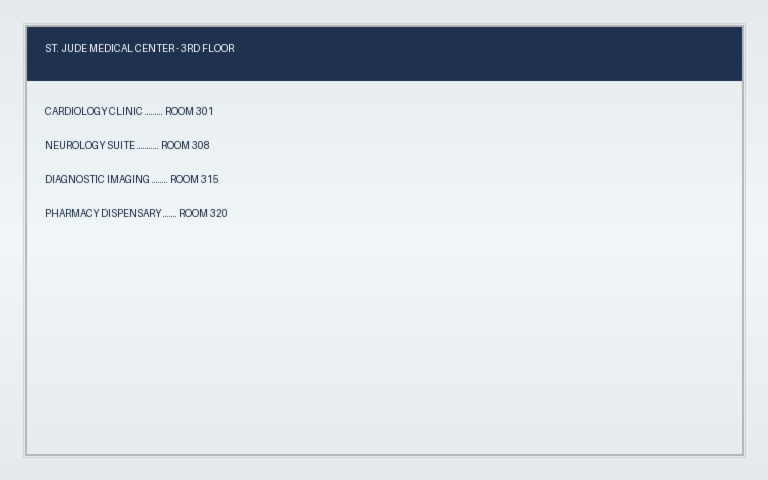 ST. JUDE MEDICAL CENTER - 3RD FLOOR
CARDIOLOGY CLINIC ........ ROOM 301
NEUROLOGY SUITE .......... ROOM 308
DIAGNOSTIC IMAGING ....... ROOM 315
PHARMACY DISPENSARY ...... ROOM 320